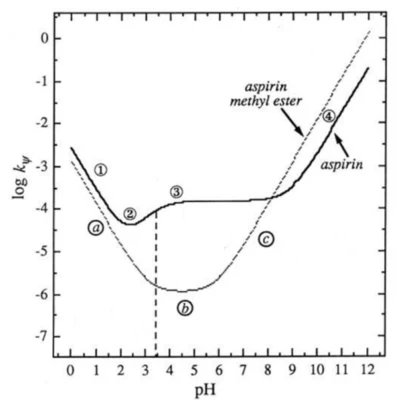 0
-1
-2
-3
-4
-5
-6
-7
log kψ
aspirin
methyl ester
aspirin
①
②
③
④
ⓐ
ⓑ
ⓒ
0 1 2 3 4 5 6 7 8 9 10 11 12
pH